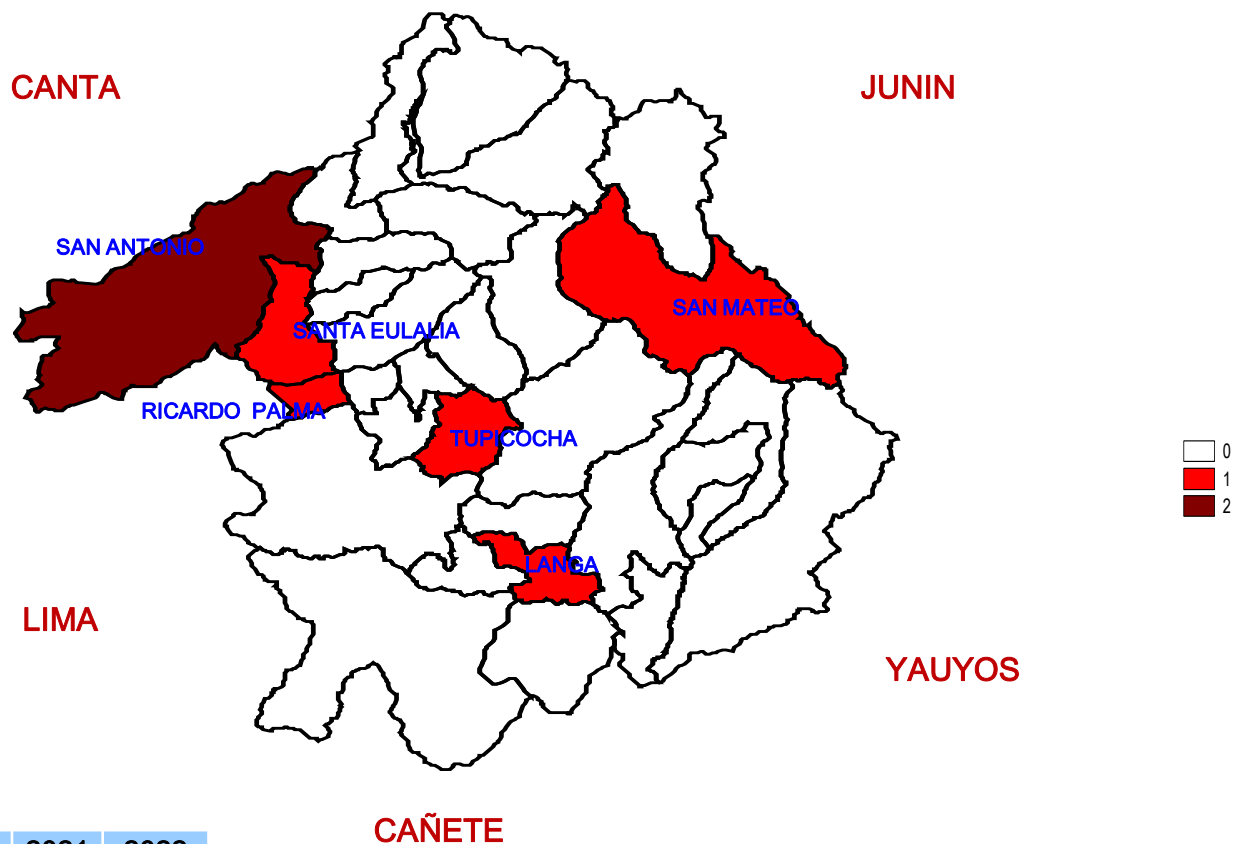 CANTA
JUNIN
SAN ANTONIO
SAN MATEO
SANTA EULALIA
RICARDO PALMA
TUPICOCHA
0
1
2
LANGA
LIMA
YAUYOS
CAÑETE